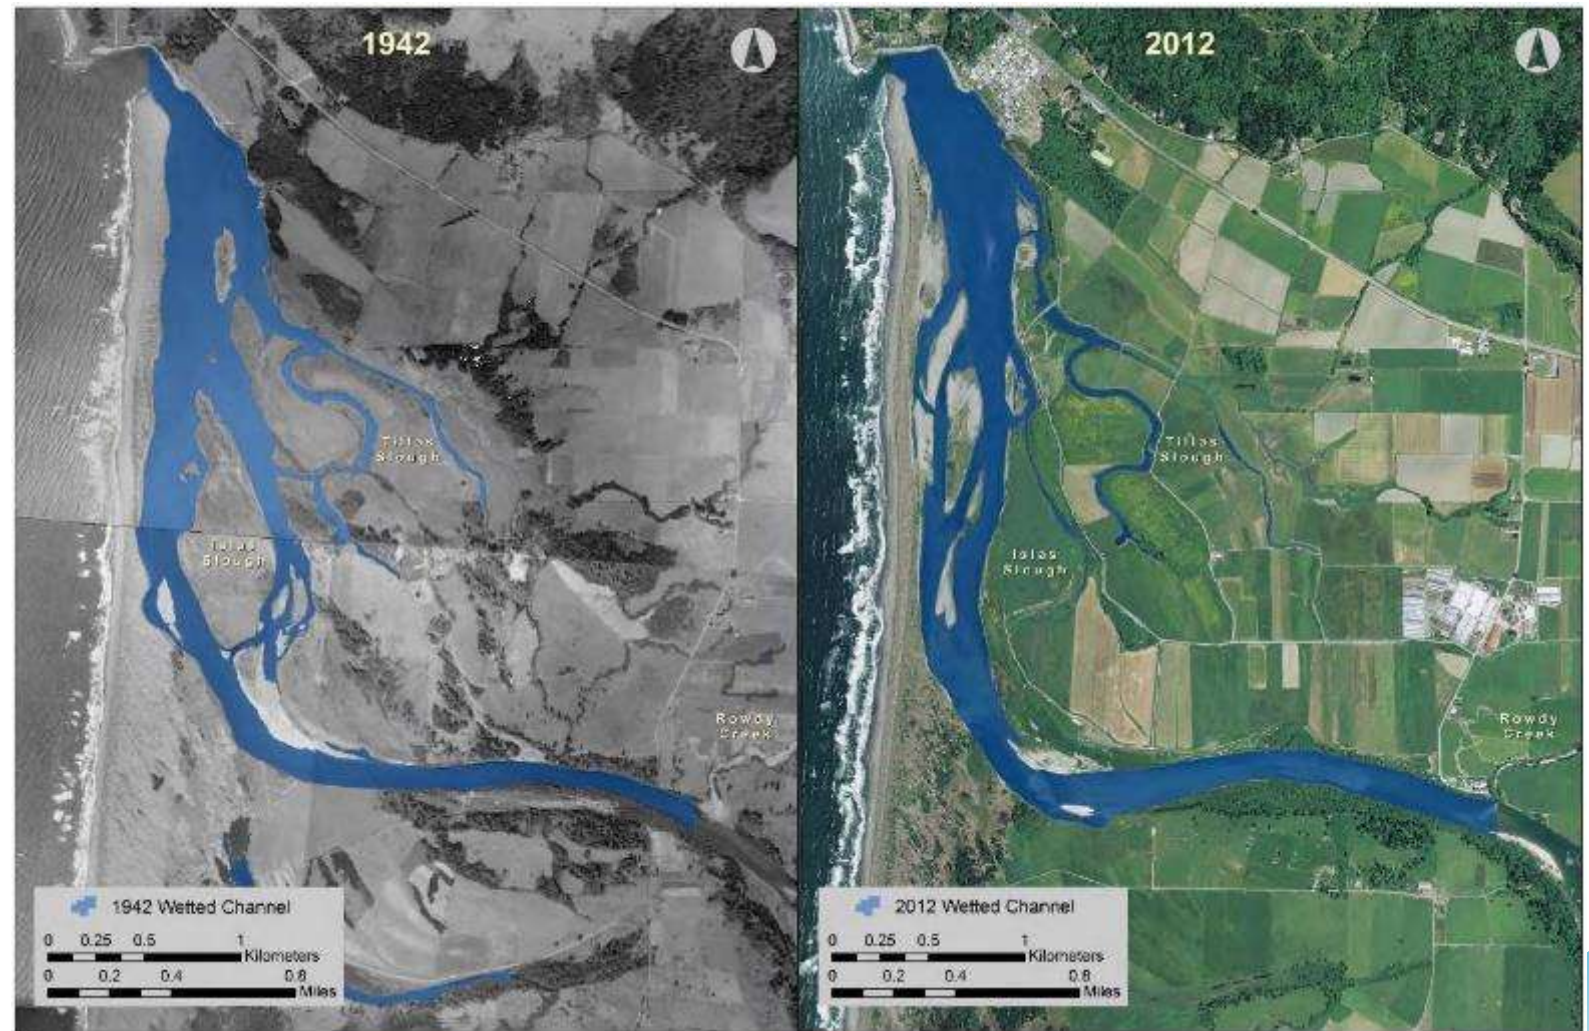 1942
Tillas
Slough
Islas
Slough
Rowdy
Creek
1942 Wetted Channel
0 0.25 0.5 1
Kilometers
0 0.2 0.4 0.8
Miles
2012
Tillas
Slough
Islas
Slough
Rowdy
Creek
2012 Wetted Channel
0 0.25 0.5 1
Kilometers
0 0.2 0.4 0.8
Miles